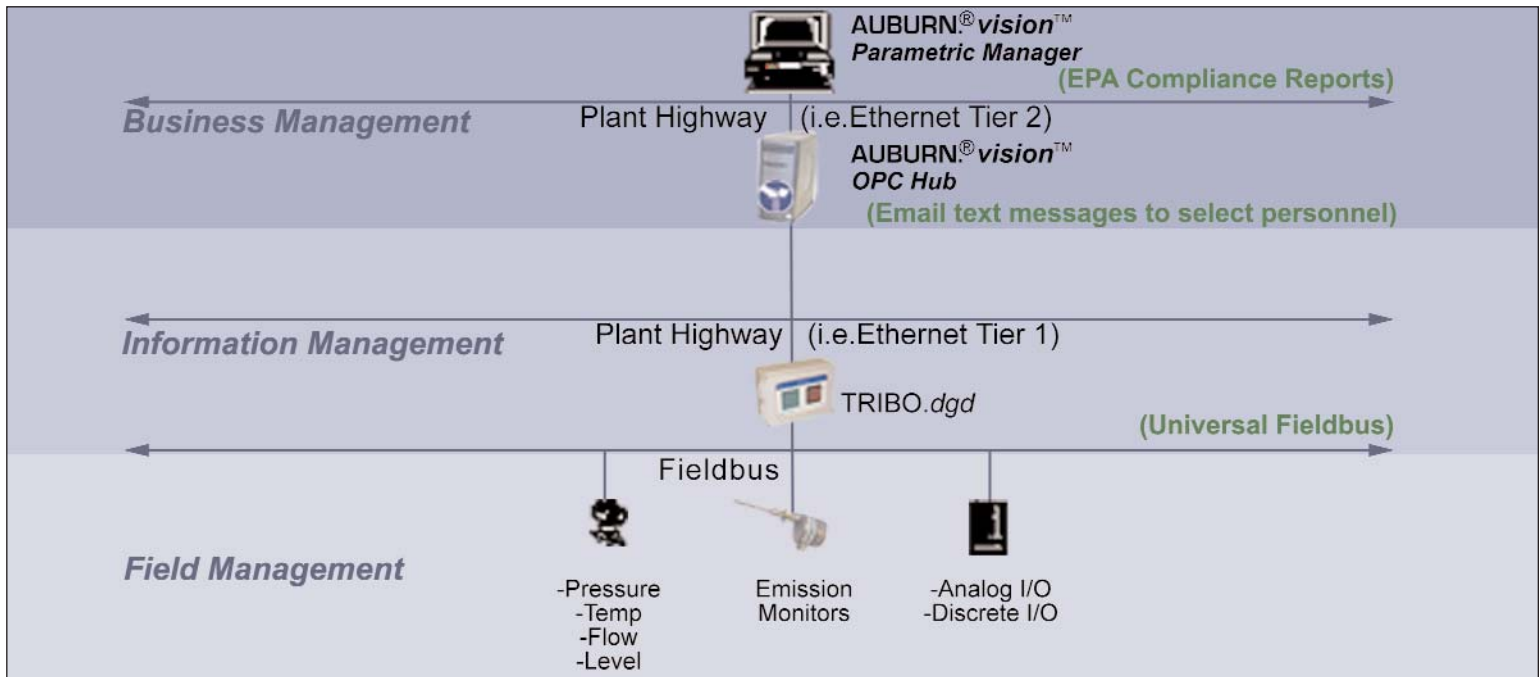 AUBURN.® vision™
Parametric Manager
(EPA Compliance Reports)
Business Management
Plant Highway (i.e.Ethernet Tier 2)
AUBURN.® vision™
OPC Hub
(Email text messages to select personnel)
Information Management
Plant Highway (i.e.Ethernet Tier 1)
TRIBO.dgd
(Universal Fieldbus)
Fieldbus
Field Management
-Pressure
-Temp
-Flow
-Level
Emission
Monitors
-Analog I/O
-Discrete I/O